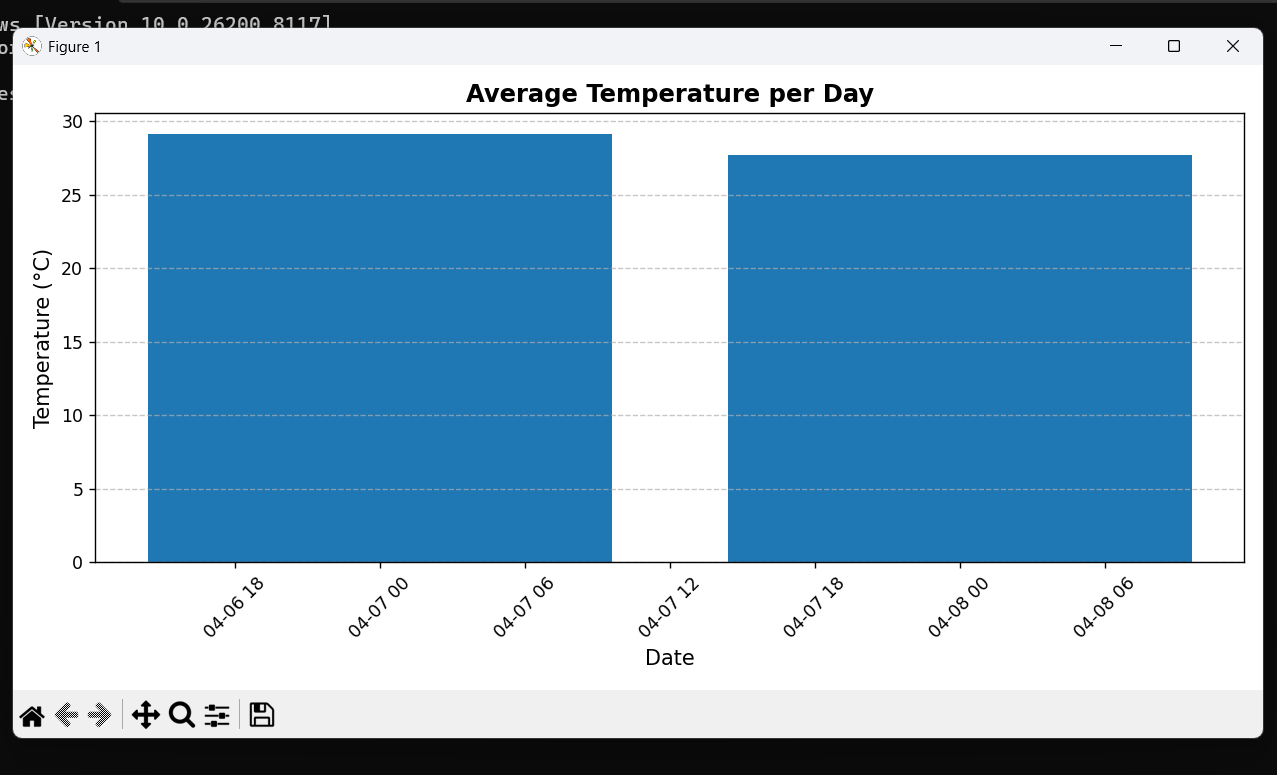 ws [Version 10.0.26200.8117]
Figure 1
Average Temperature per Day
Temperature (°C)
30
25
20
15
10
5
0
04-06 18
04-07 00
04-07 06
04-07 12
04-07 18
04-08 00
04-08 06
Date